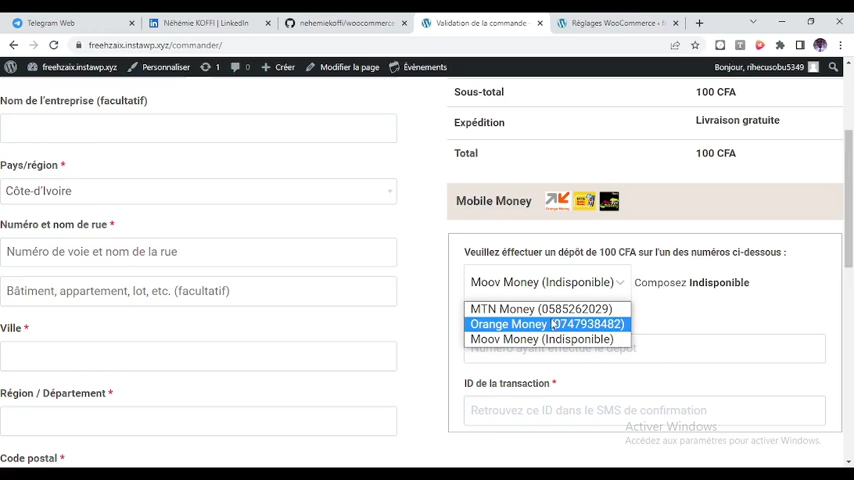 Telegram Web
Néhémie KOFFI | LinkedIn
nehemiekoffi/woocommerce
Validation de la commande -
Réglages WooCommerce ‹ f
freehzaix.instawp.xyz/commander/
freehzaix.instawp.xyz
Personnaliser
1
0
Créer
Modifier la page
Évènements
Bonjour, rihecusobu5349
Nom de l'entreprise (facultatif)
Pays/région *
Côte-d'Ivoire
Numéro et nom de rue *
Numéro de voie et nom de la rue
Bâtiment, appartement, lot, etc. (facultatif)
Ville *
Région / Département *
Code postal *
Sous-total 100 CFA
Expédition Livraison gratuite
Total 100 CFA
Mobile Money
Veuillez éffectuer un dépôt de 100 CFA sur l'un des numéros ci-dessous :
Moov Money (Indisponible) Composez Indisponible
MTN Money (0585262029)
Orange Money (0747938482)
Moov Money (Indisponible)
Numéro ayant effectué le dépôt
ID de la transaction *
Retrouvez ce ID dans le SMS de confirmation
Activer Windows
Accédez aux paramètres pour activer Windows.